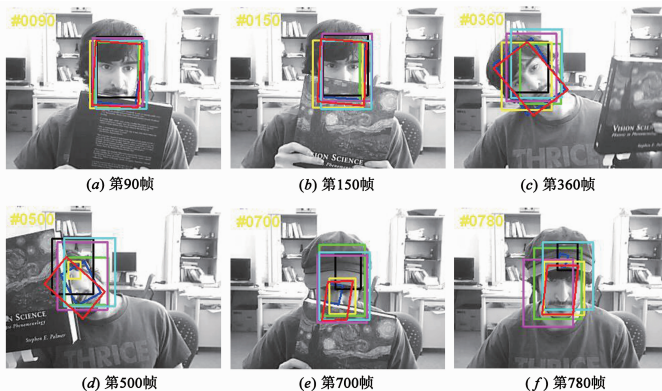 #0090
#0150
#0360
VISION SCIENCE
THRICE
VISION SCIENCE
(a) 第90帧
(b) 第150帧
(c) 第360帧
#0500
#0700
#0780
SCIENCE
Stephen E. Palmer
THRICE
(d) 第500帧
(e) 第700帧
(f) 第780帧